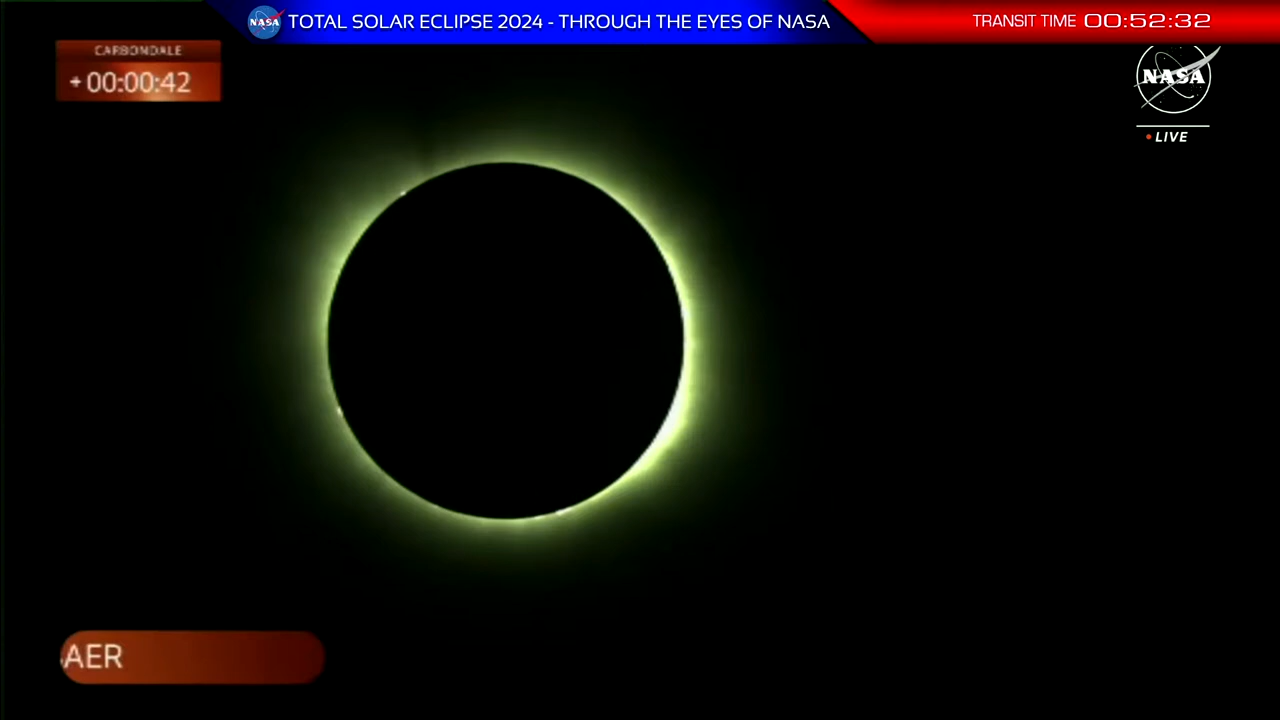 NASA TOTAL SOLAR ECLIPSE 2024 - THROUGH THE EYES OF NASA
TRANSIT TIME 00:52:32
CARBONDALE
+ 00:00:42
NASA
LIVE
AER